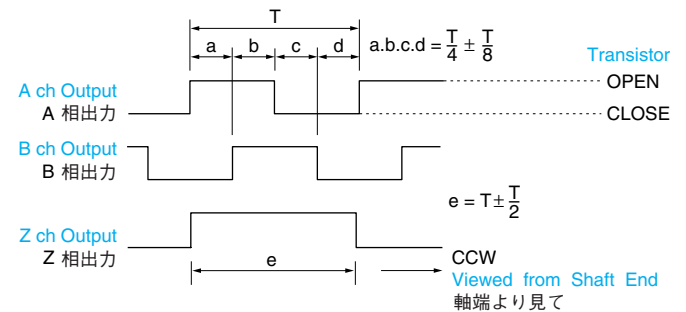 T
a b c d
a.b.c.d = T/4 ± T/8
Transistor
OPEN
A ch Output
A 相出力
CLOSE
B ch Output
B 相出力
e = T ± T/2
Z ch Output
Z 相出力
e
CCW
Viewed from Shaft End
軸端より見て